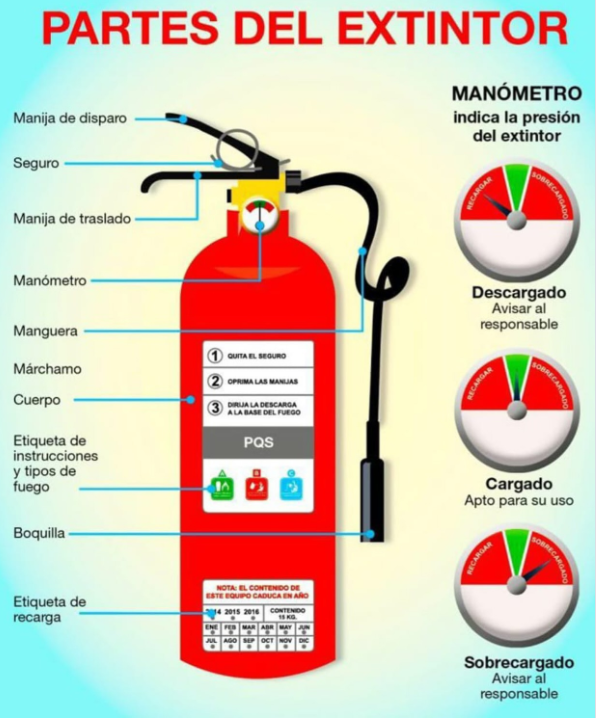 PARTES DEL EXTINTOR
Manija de disparo
Seguro
Manija de traslado
Manómetro
Manguera
Márchamo
Cuerpo
Etiqueta de
instrucciones
y tipos de
fuego
Boquilla
Etiqueta de
recarga
1 QUITA EL SEGURO
2 OPRIMA LAS MANIJAS
3 DIRIJA LA DESCARGA
A LA BASE DEL FUEGO
PQS
A B C
NOTA: EL CONTENIDO DE
ESTE EQUIPO CADUCA EN AÑO
2015 2016 CONTENIDO
10 KG.
ENE FEB MAR ABR MAY JUN
JUL AGO SEP OCT NOV DIC
MANÓMETRO
indica la presión
del extintor
RECARGAR SOBRECARGADO
Descargado
Avisar al
responsable
RECARGAR SOBRECARGADO
Cargado
Apto para su uso
RECARGAR SOBRECARGADO
Sobrecargado
Avisar al
responsable